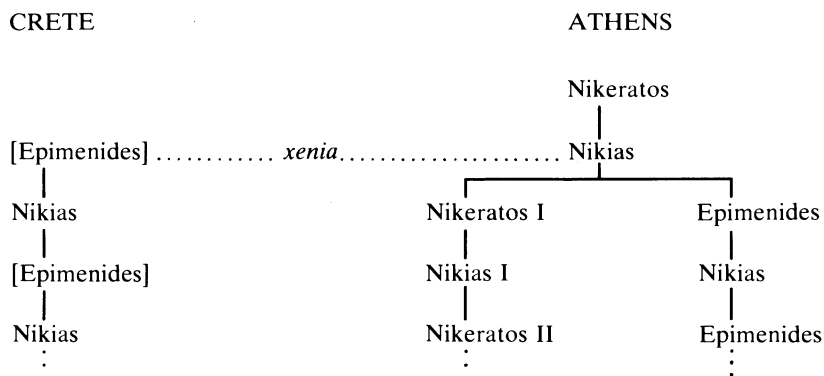 CRETE ATHENS
Nikeratos
[Epimenides] ............ xenia...................... Nikias
Nikias Nikeratos I Epimenides
[Epimenides] Nikias I Nikias
Nikias Nikeratos II Epimenides